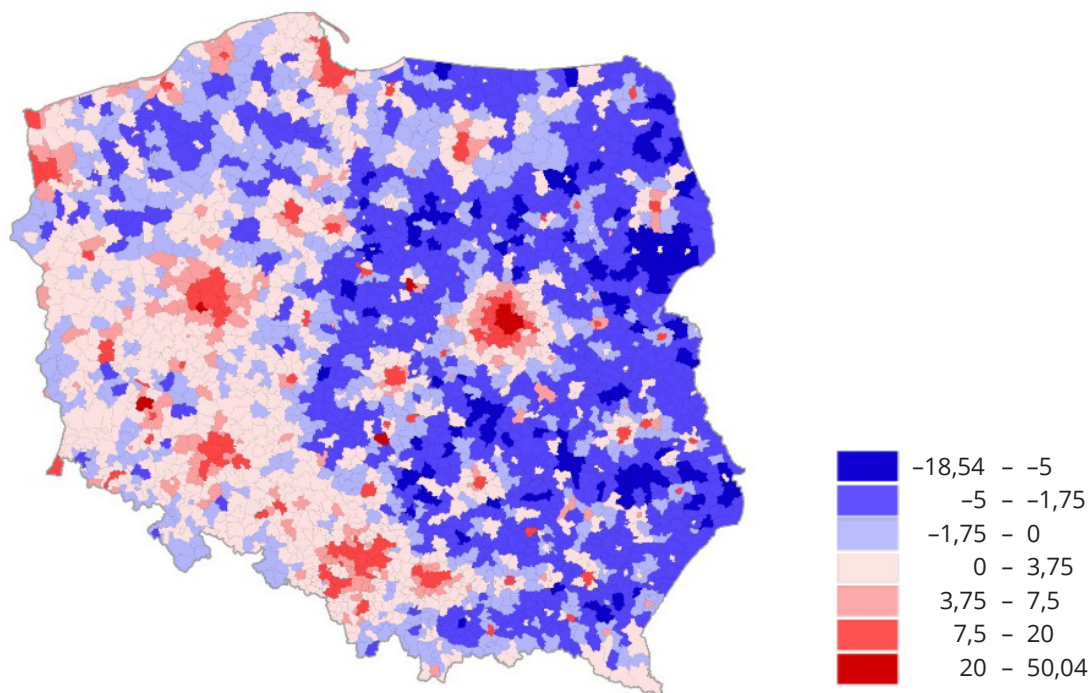 –18,54 – –5
–5 – –1,75
–1,75 – 0
0 – 3,75
3,75 – 7,5
7,5 – 20
20 – 50,04